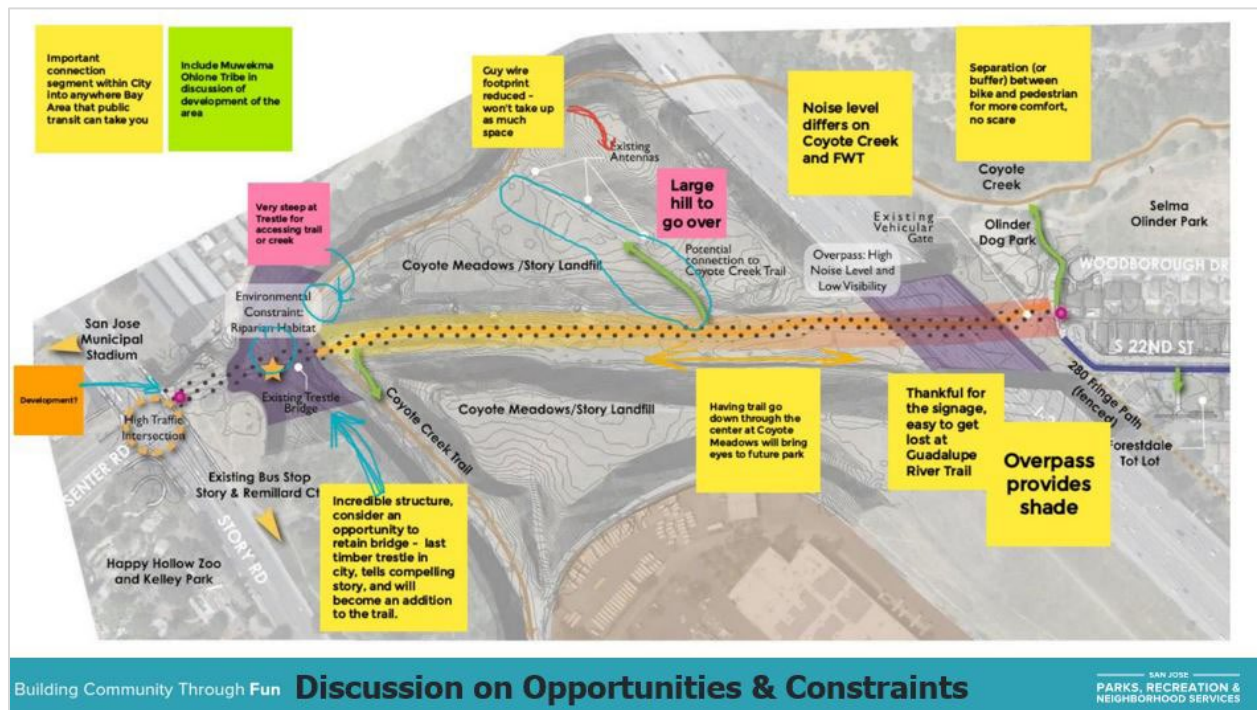 Important
connection
segment within City
into anywhere Bay
Area that public
transit can take you
Include Muwekma
Ohlone Tribe in
discussion of
development of the
area
Guy wire
footprint
reduced -
won't take up
as much
space
Noise level
differs on
Coyote Creek
and FWT
Separation (or
buffer) between
bike and pedestrian
for more comfort,
no scare
Existing
Antennas
Large
hill to
go over
Very steep at
Trestle for
accessing trail
or creek
Coyote
Creek
Selma
Olinder Park
Existing
Vehicular
Gate
Olinder
Dog Park
Coyote Meadows /Story Landfill
Potential
connection to
Coyote Creek Trail
Overpass: High
Noise Level and
Low Visibility
WOODBOROUGH DR
Environmental
Constraint:
Riparian Habitat
San Jose
Municipal
Stadium
S 22ND ST
Development?
High Traffic
Intersection
Existing Trestle
Bridge
Coyote Creek Trail
Coyote Meadows/Story Landfill
Having trail go
down through the
center at Coyote
Meadows will bring
eyes to future park
Thankful for
the signage,
easy to get
lost at
Guadalupe
River Trail
280 Fringe Path
(fenced)
Forestdale
Tot Lot
Overpass
provides
shade
SENTER RD
STORY RD
Existing Bus Stop
Story & Remillard Ct
Incredible structure,
consider an
opportunity to
retain bridge - last
timber trestle in
city, tells compelling
story, and will
become an addition
to the trail.
Happy Hollow Zoo
and Kelley Park
Building Community Through Fun
Discussion on Opportunities & Constraints
SAN JOSE
PARKS, RECREATION &
NEIGHBORHOOD SERVICES